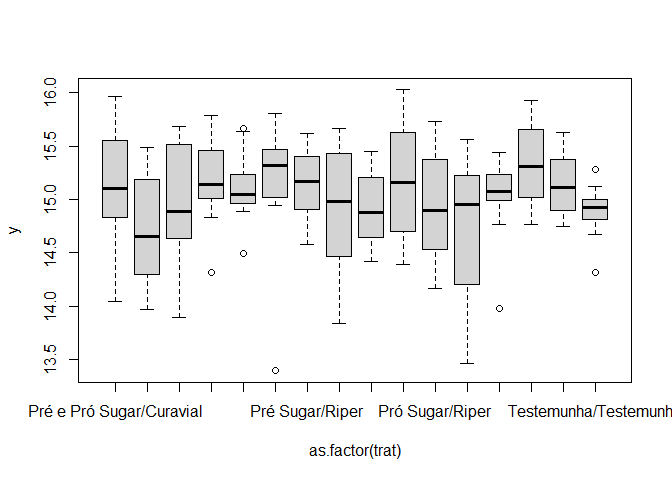 16.0
15.5
15.0
14.5
14.0
13.5
y
Pré e Pró Sugar/Curavial Pré Sugar/Riper Pró Sugar/Riper Testemunha/Testemunh
as.factor(trat)